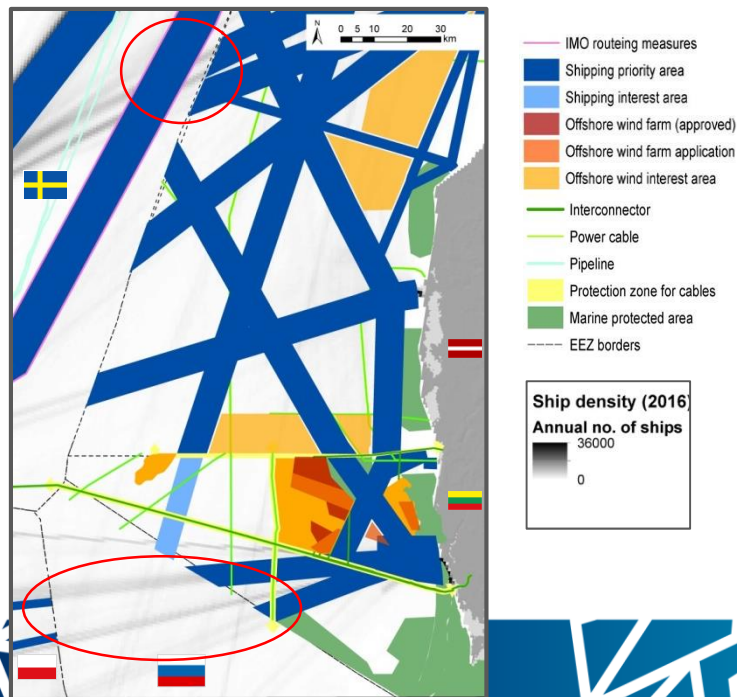 N
0 5 10 20 30
km
IMO routeing measures
Shipping priority area
Shipping interest area
Offshore wind farm (approved)
Offshore wind farm application
Offshore wind interest area
Interconnector
Power cable
Pipeline
Protection zone for cables
Marine protected area
EEZ borders
Ship density (2016)
Annual no. of ships
36000
0